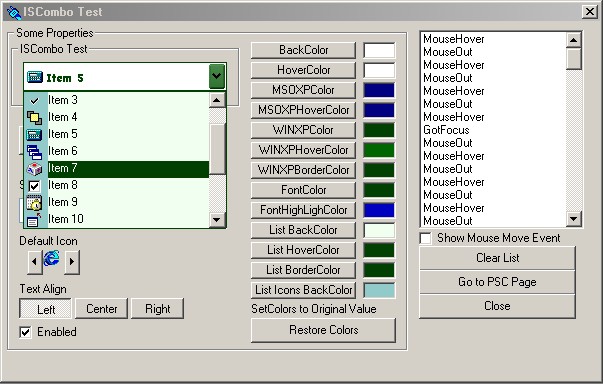 ISCombo Test
Some Properties
ISCombo Test
Item 5
Item 3
Item 4
Item 5
Item 6
Item 7
Item 8
Item 9
Item 10
Default Icon
Text Align
Left
Center
Right
Enabled
BackColor
HoverColor
MSOXPColor
MSOXPHoverColor
WINXPColor
WINXPHoverColor
WINXPBorderColor
FontColor
FontHighLighColor
List BackColor
List HoverColor
List BorderColor
List Icons BackColor
SetColors to Original Value
Restore Colors
MouseHover
MouseOut
MouseHover
MouseOut
MouseHover
MouseOut
MouseHover
GotFocus
MouseOut
MouseHover
MouseOut
MouseHover
MouseOut
MouseHover
MouseOut
Show Mouse Move Event
Clear List
Go to PSC Page
Close